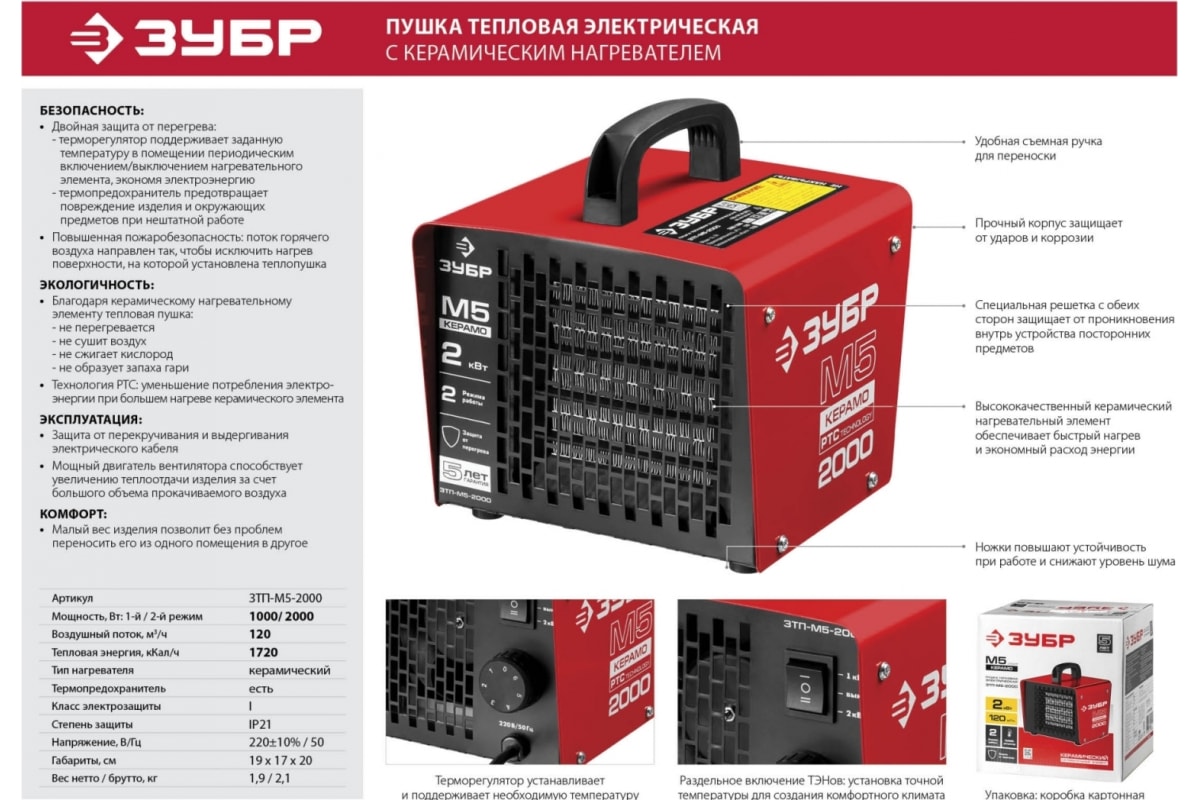 ЗУБР
ПУШКА ТЕПЛОВАЯ ЭЛЕКТРИЧЕСКАЯ
С КЕРАМИЧЕСКИМ НАГРЕВАТЕЛЕМ
БЕЗОПАСНОСТЬ:
• Двойная защита от перегрева:
- терморегулятор поддерживает заданную
температуру в помещении периодическим
включением/выключением нагревательного
элемента, экономя электроэнергию
- термопредохранитель предотвращает
повреждение изделия и окружающих
предметов при нештатной работе
• Повышенная пожаробезопасность: поток горячего
воздуха направлен так, чтобы исключить нагрев
поверхности, на которой установлена теплопушка
ЭКОЛОГИЧНОСТЬ:
• Благодаря керамическому нагревательному
элементу тепловая пушка:
- не перегревается
- не сушит воздух
- не сжигает кислород
- не образует запаха гари
• Технология PTC: уменьшение потребления электро-
энергии при большем нагреве керамического элемента
ЭКСПЛУАТАЦИЯ:
• Защита от перекручивания и выдергивания
электрического кабеля
• Мощный двигатель вентилятора способствует
увеличению теплоотдачи изделия за счет
большого объема прокачиваемого воздуха
КОМФОРТ:
• Малый вес изделия позволит без проблем
переносить его из одного помещения в другое
Артикул ЗТП-М5-2000
Мощность, Вт: 1-й / 2-й режим 1000/ 2000
Воздушный поток, м³/ч 120
Тепловая энергия, кКал/ч 1720
Тип нагревателя керамический
Термопредохранитель есть
Класс электрозащиты I
Степень защиты IP21
Напряжение, В/Гц 220±10% / 50
Габариты, см 19 x 17 x 20
Вес нетто / брутто, кг 1,9 / 2,1
ЗУБР
ЗУБР
М5
КЕРАМО
2 кВт
2 Режима
работы
Защита
от
перегрева
5 лет
ГАРАНТИЯ
ЗТП-М5-2000
ЗУБР
М5
КЕРАМО
PTC TECHNOLOGY
2000
Удобная съемная ручка
для переноски
Прочный корпус защищает
от ударов и коррозии
Специальная решетка с обеих
сторон защищает от проникновения
внутрь устройства посторонних
предметов
Высококачественный керамический
нагревательный элемент
обеспечивает быстрый нагрев
и экономный расход энергии
Ножки повышают устойчивость
при работе и снижают уровень шума
ЗУБР
М5
КЕРАМО
PTC TECHNOLOGY
2000
220В/50Гц
Терморегулятор устанавливает
и поддерживает необходимую температуру
ЗТП-М5-200
1 к
вык
2 к
ЗУБ
Раздельное включение ТЭНов: установка точной
температуры для создания комфортного климата
ЗУБР
М5
КЕРАМО
ЗТП-М5-2000
2 кВт
120
2
КЕРАМИЧЕСКИЙ
Упаковка: коробка картонная